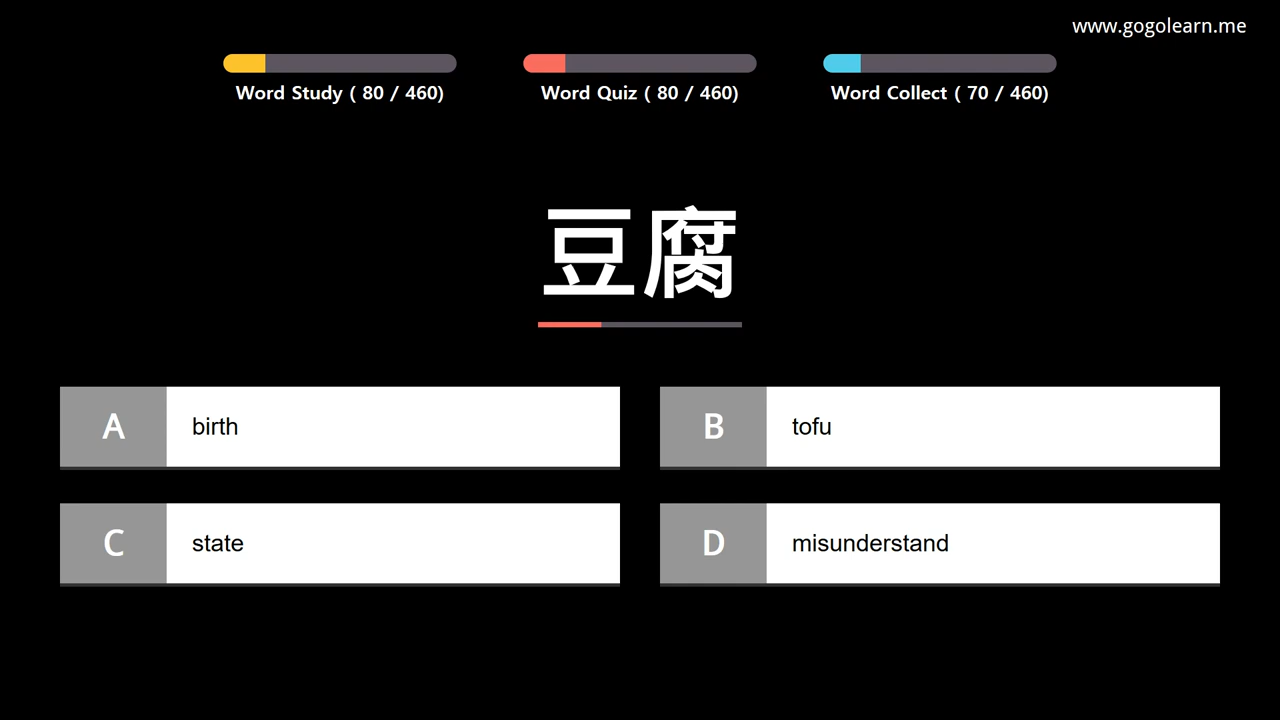 www.gogolearn.me
Word Study ( 80 / 460)
Word Quiz ( 80 / 460)
Word Collect ( 70 / 460)
豆腐
A birth
B tofu
C state
D misunderstand